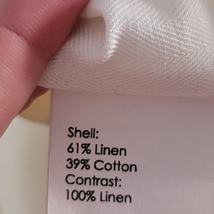 Shell:
61% Linen
39% Cotton
Contrast:
100% Linen